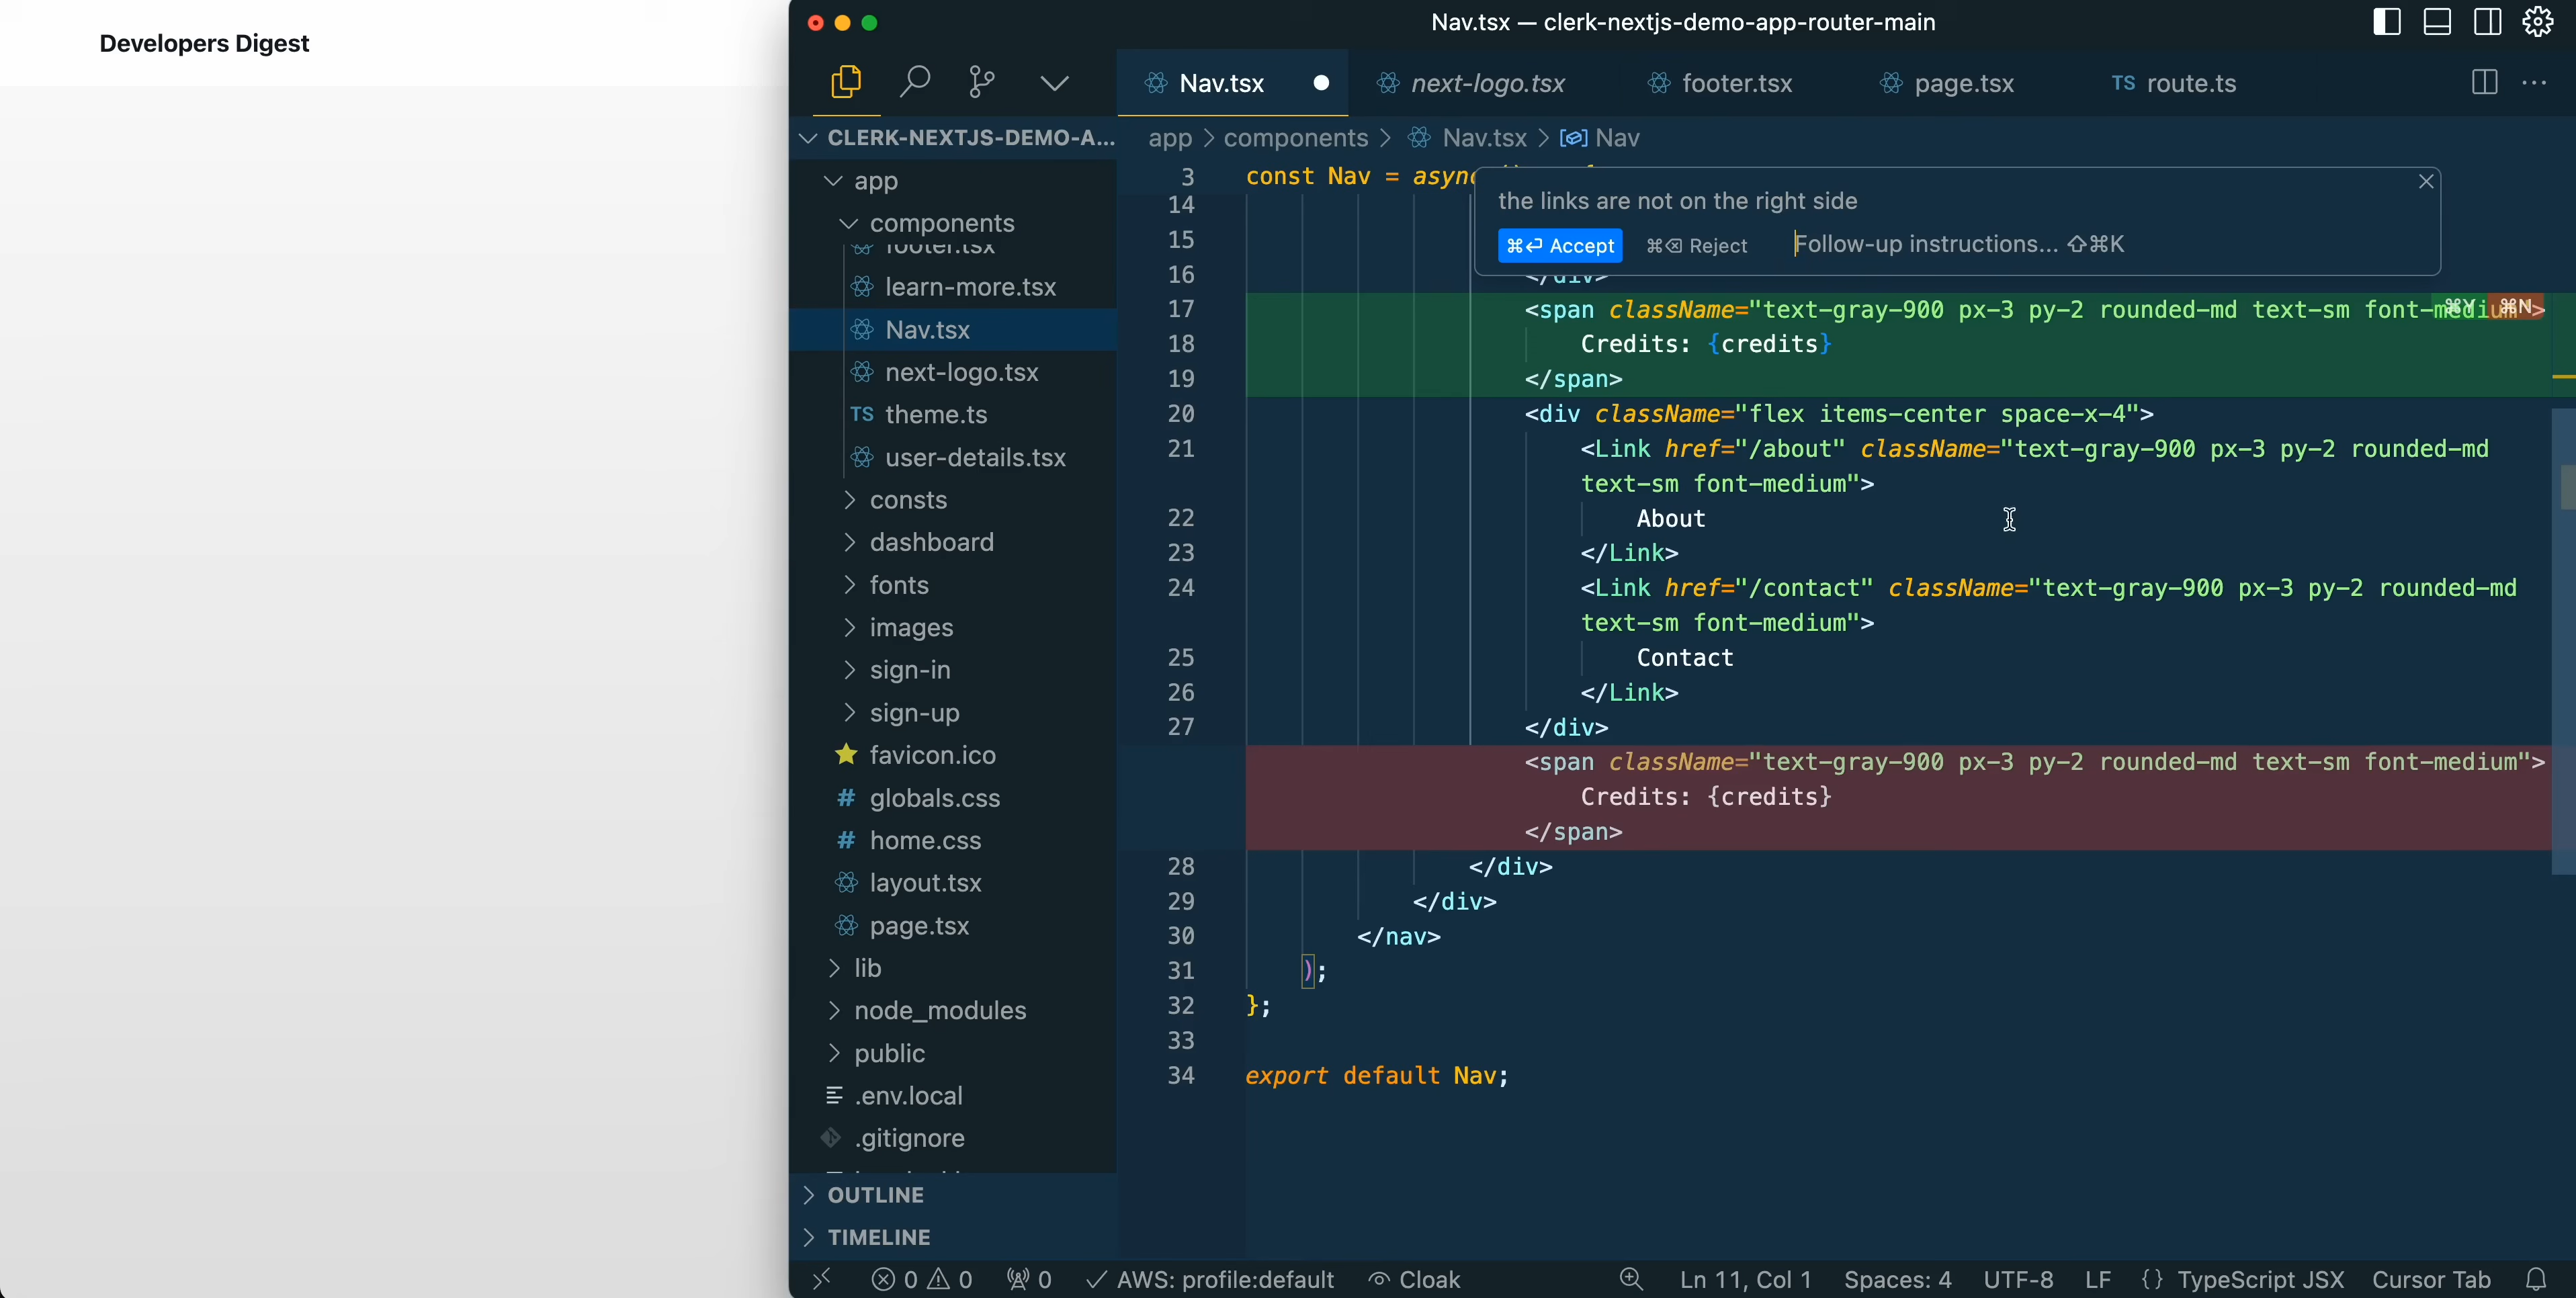 Developers Digest
Nav.tsx — clerk-nextjs-demo-app-router-main
Nav.tsx
next-logo.tsx
footer.tsx
page.tsx
TS route.ts
CLERK-NEXTJS-DEMO-A...
app > components > Nav.tsx > Nav
app
components
footer.tsx
learn-more.tsx
Nav.tsx
next-logo.tsx
TS theme.ts
user-details.tsx
consts
dashboard
fonts
images
sign-in
sign-up
favicon.ico
# globals.css
# home.css
layout.tsx
page.tsx
lib
node_modules
public
.env.local
.gitignore
OUTLINE
TIMELINE
3 const Nav = async
the links are not on the right side
⌘⏎ Accept ⌘⌫ Reject Follow-up instructions... ⇧⌘K
14
15
16 </div>
17 <span className="text-gray-900 px-3 py-2 rounded-md text-sm font-medium">
⌘Y ⌘N
18 Credits: {credits}
19 </span>
20 <div className="flex items-center space-x-4">
21 <Link href="/about" className="text-gray-900 px-3 py-2 rounded-md
text-sm font-medium">
22 About
23 </Link>
24 <Link href="/contact" className="text-gray-900 px-3 py-2 rounded-md
text-sm font-medium">
25 Contact
26 </Link>
27 </div>
<span className="text-gray-900 px-3 py-2 rounded-md text-sm font-medium">
Credits: {credits}
</span>
28 </div>
29 </div>
30 </nav>
31 );
32 };
33
34 export default Nav;
0 0 0 AWS: profile:default Cloak Ln 11, Col 1 Spaces: 4 UTF-8 LF {} TypeScript JSX Cursor Tab